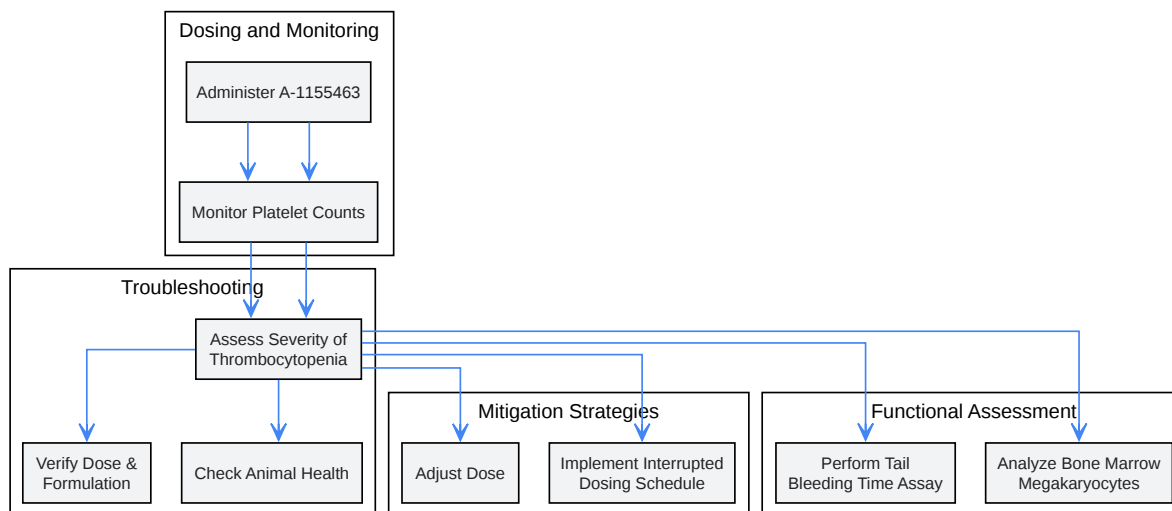 Dosing and Monitoring
Administer A-1155463
Monitor Platelet Counts
Troubleshooting
Assess Severity of
Thrombocytopenia
Mitigation Strategies
Functional Assessment
Verify Dose &
Formulation
Check Animal Health
Adjust Dose
Implement Interrupted
Dosing Schedule
Perform Tail
Bleeding Time Assay
Analyze Bone Marrow
Megakaryocytes